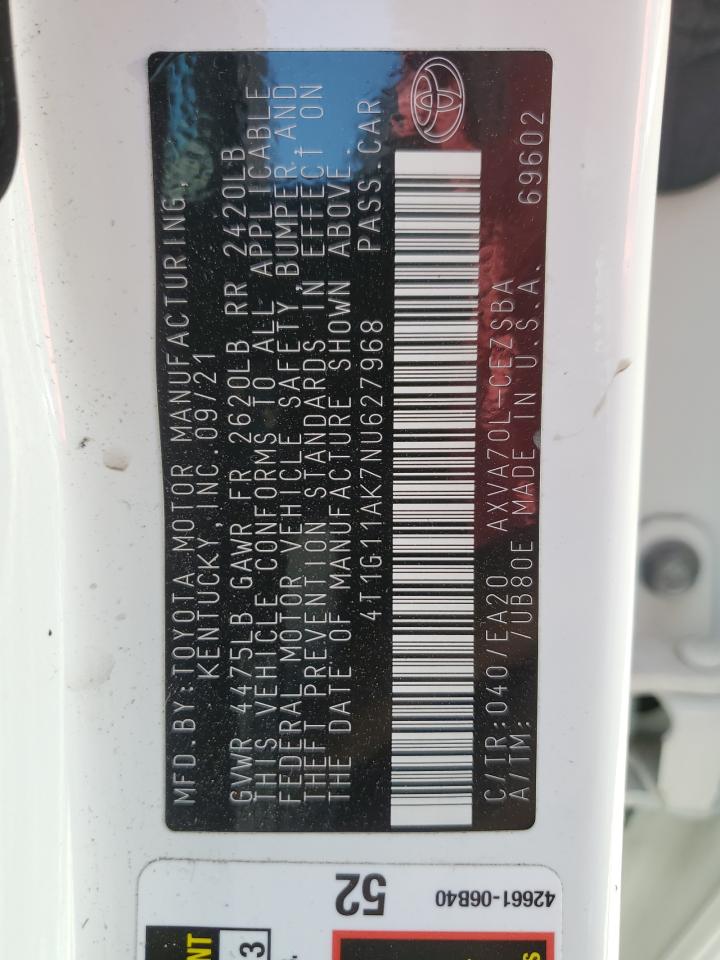 MFD.BY:TOYOTA MOTOR MANUFACTURING,
KENTUCKY,INC.09/21
GVWR 4475LB GAWR FR 2620LB RR 2420LB
THIS VEHICLE CONFORMS TO ALL APPLICABLE
FEDERAL MOTOR VEHICLE SAFETY,BUMPER,AND
THEFT PREVENTION STANDARDS IN EFFECT ON
THE DATE OF MANUFACTURE SHOWN ABOVE.
4T1G11AK7NU627968 PASS.CAR
C/TR:040/EA20 AXVA70L-CEZSBA
A/TM: /UB80E MADE IN U.S.A. 69602
52
42661-06B40
NT
3
S